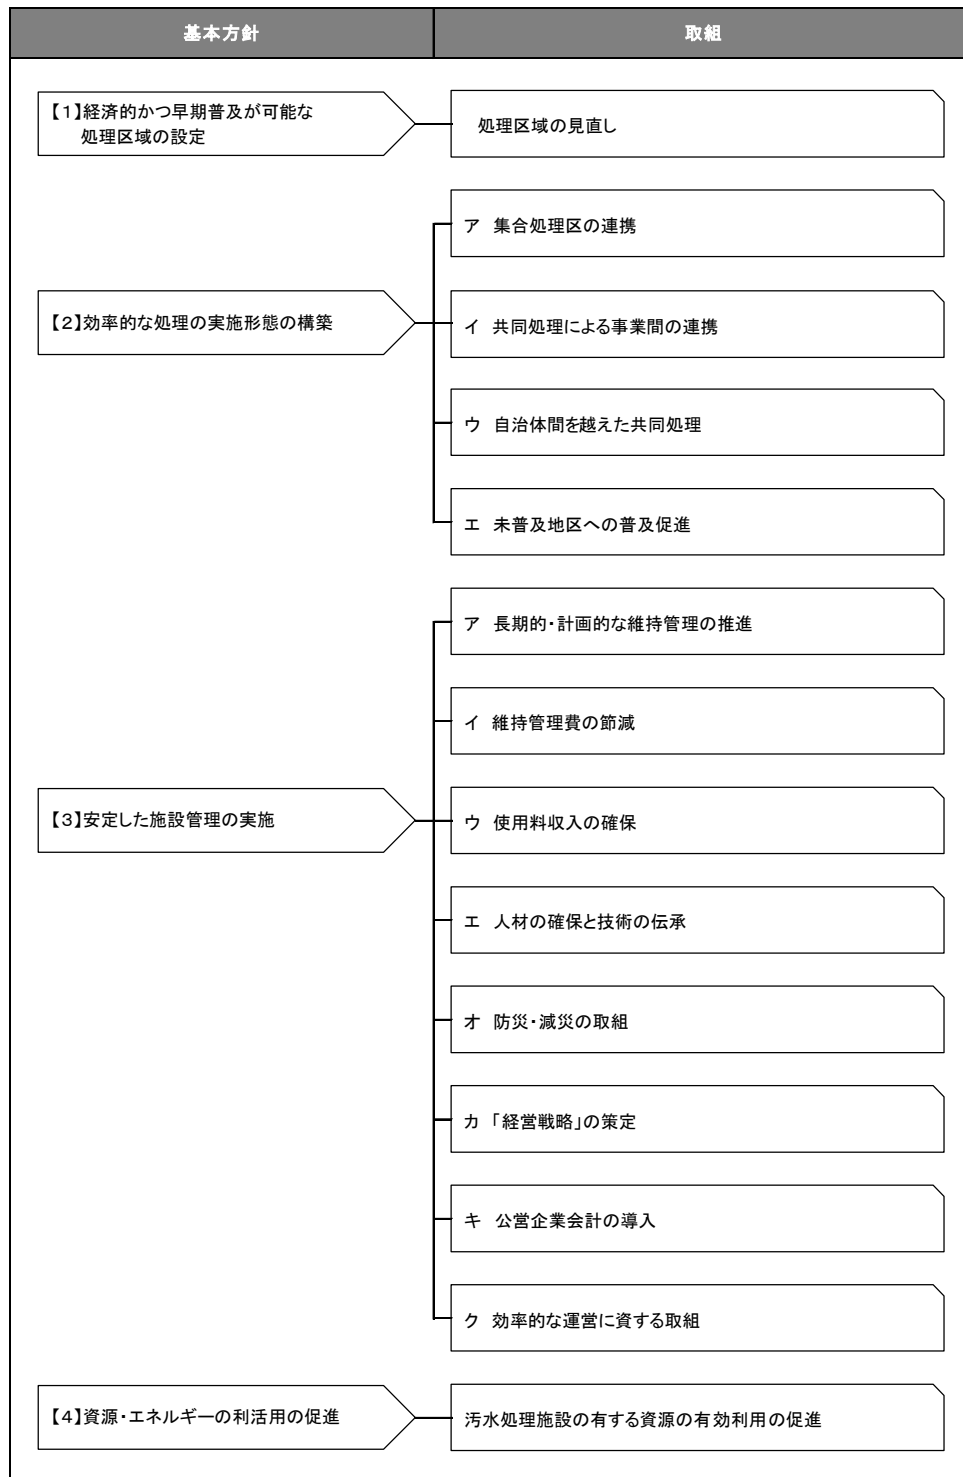 基本方針
取組
【1】経済的かつ早期普及が可能な
処理区域の設定
処理区域の見直し
【2】効率的な処理の実施形態の構築
ア 集合処理区の連携
イ 共同処理による事業間の連携
ウ 自治体間を越えた共同処理
エ 未普及地区への普及促進
【3】安定した施設管理の実施
ア 長期的・計画的な維持管理の推進
イ 維持管理費の節減
ウ 使用料収入の確保
エ 人材の確保と技術の伝承
オ 防災・減災の取組
カ 「経営戦略」の策定
キ 公営企業会計の導入
ク 効率的な運営に資する取組
【4】資源・エネルギーの利活用の促進
汚水処理施設の有する資源の有効利用の促進